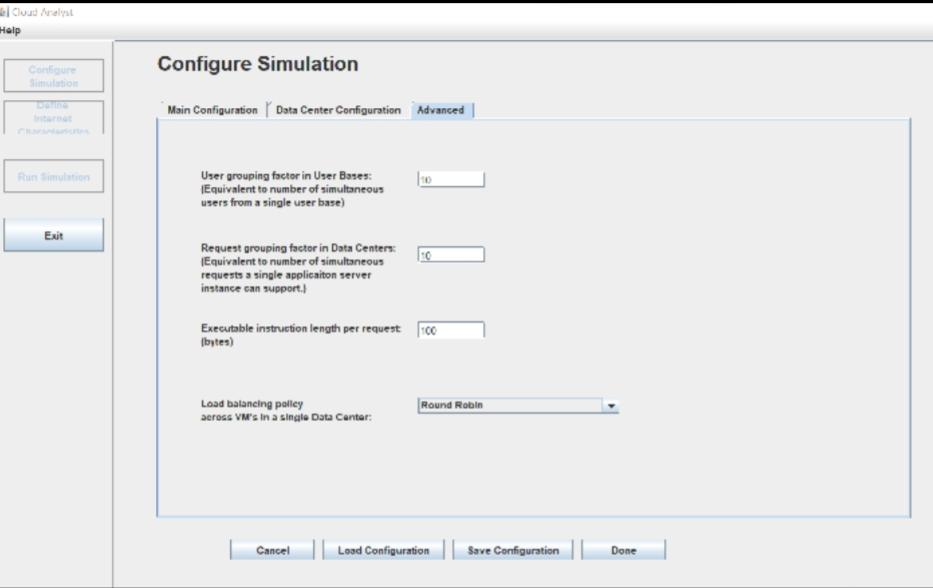 Cloud Analyst
Help
Configure
Simulation
Define
Internet
Characteristics
Run Simulation
Exit
Configure Simulation
Main Configuration Data Center Configuration Advanced
User grouping factor in User Bases:
(Equivalent to number of simultaneous
users from a single user base)
10
Request grouping factor in Data Centers:
(Equivalent to number of simultaneous
requests a single applicaiton server
instance can support.)
10
Executable instruction length per request:
(bytes)
100
Load balancing policy
across VM's in a single Data Center:
Round Robin
Cancel Load Configuration Save Configuration Done